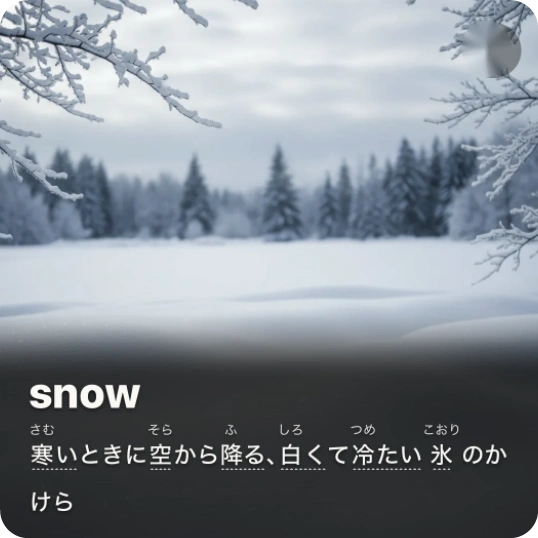 snow
さむ そら ふ しろ つめ こおり
寒いときに空から降る、白くて冷たい 氷 のか
けら